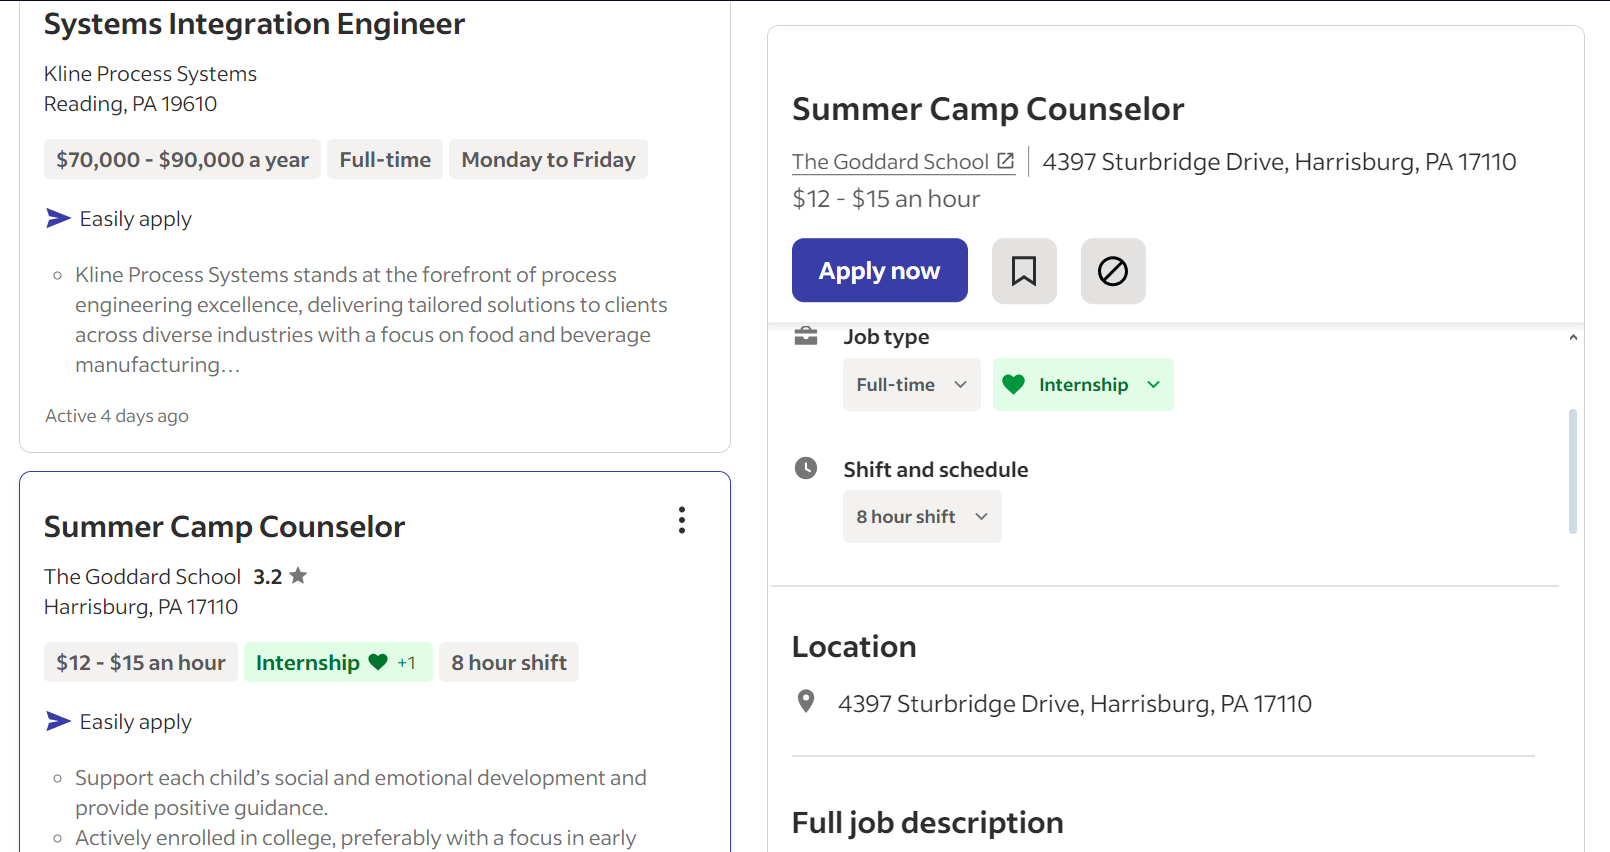 Systems Integration Engineer
Kline Process Systems
Reading, PA 19610
$70,000 - $90,000 a year Full-time Monday to Friday
Easily apply
Kline Process Systems stands at the forefront of process
engineering excellence, delivering tailored solutions to clients
across diverse industries with a focus on food and beverage
manufacturing…
Active 4 days ago
Summer Camp Counselor
The Goddard School 3.2
Harrisburg, PA 17110
$12 - $15 an hour Internship +1 8 hour shift
Easily apply
Support each child’s social and emotional development and
provide positive guidance.
Actively enrolled in college, preferably with a focus in early
Summer Camp Counselor
The Goddard School 4397 Sturbridge Drive, Harrisburg, PA 17110
$12 - $15 an hour
Apply now
Job type
Full-time Internship
Shift and schedule
8 hour shift
Location
4397 Sturbridge Drive, Harrisburg, PA 17110
Full job description